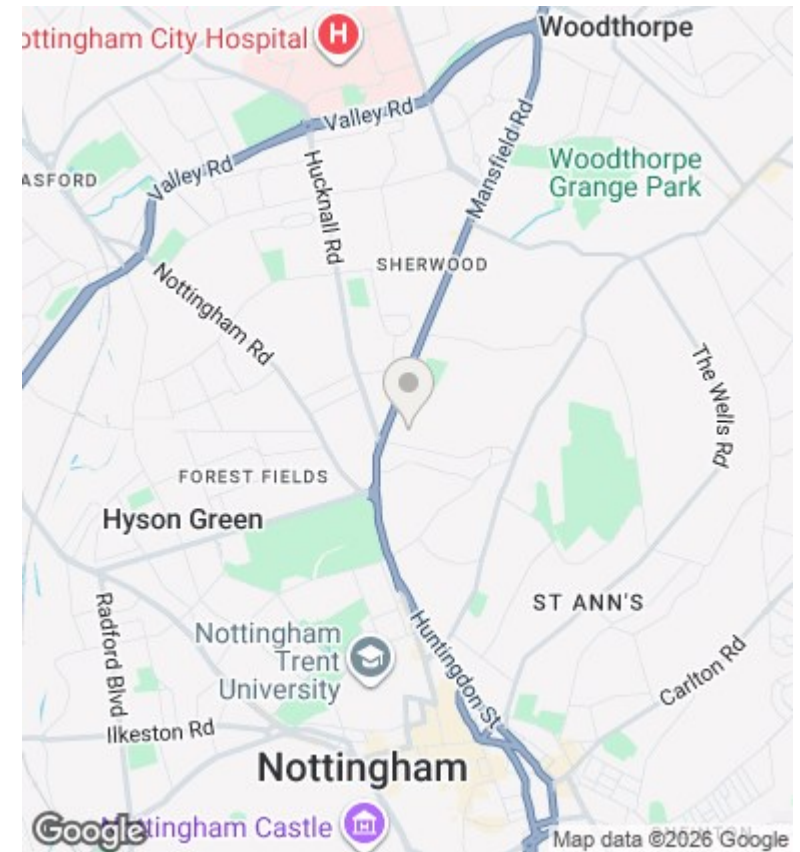 ottingham City Hospital
H
Woodthorpe
Valley Rd
Mansfield Rd
Woodthorpe
Grange Park
ASFORD
Valley Rd
Hucknall Rd
SHERWOOD
Nottingham Rd
The Wells Rd
FOREST FIELDS
Hyson Green
ST ANN'S
Radford Blvd
Nottingham
Trent
University
Huntingdon St
Carlton Rd
Ilkeston Rd
Nottingham
Google
ttingham Castle
Map data ©2026 Google